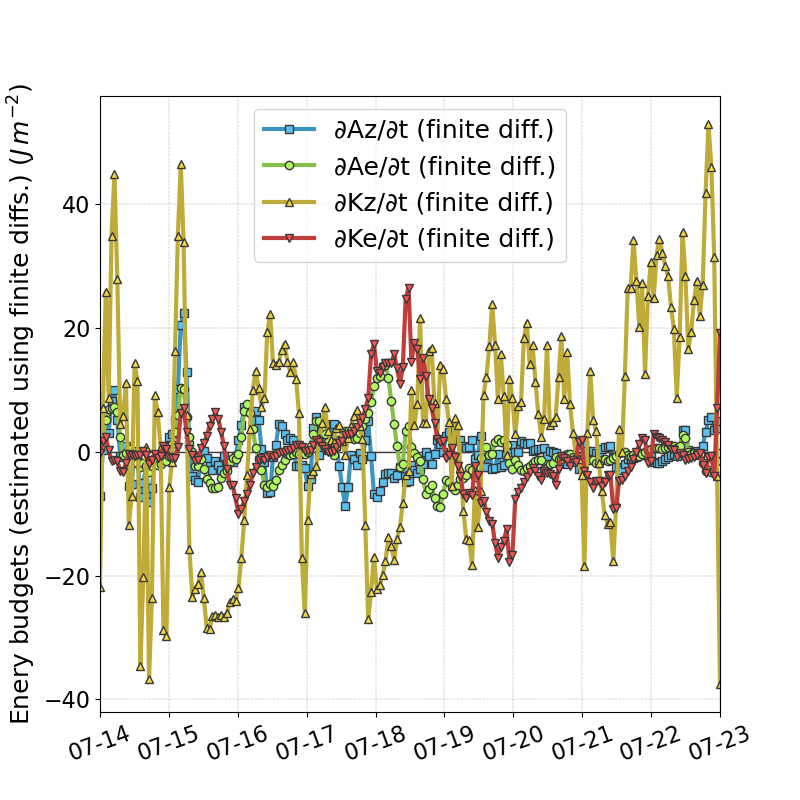 Enery budgets (estimated using finite diffs.) (J m⁻²)
∂Az/∂t (finite diff.)
∂Ae/∂t (finite diff.)
∂Kz/∂t (finite diff.)
∂Ke/∂t (finite diff.)
40
20
0
−20
−40
07-14 07-15 07-16 07-17 07-18 07-19 07-20 07-21 07-22 07-23